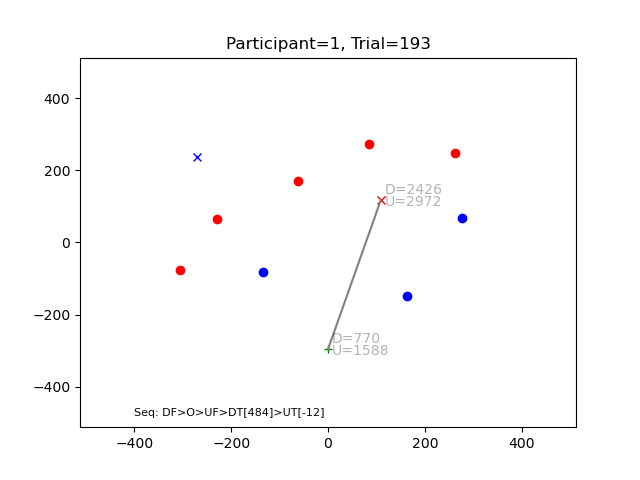 Participant=1, Trial=193
400
200
0
−200
−400
D=2426
U=2972
D=770
U=1588
Seq: DF>O>UF>DT[484]>UT[-12]
−400
−200
0
200
400